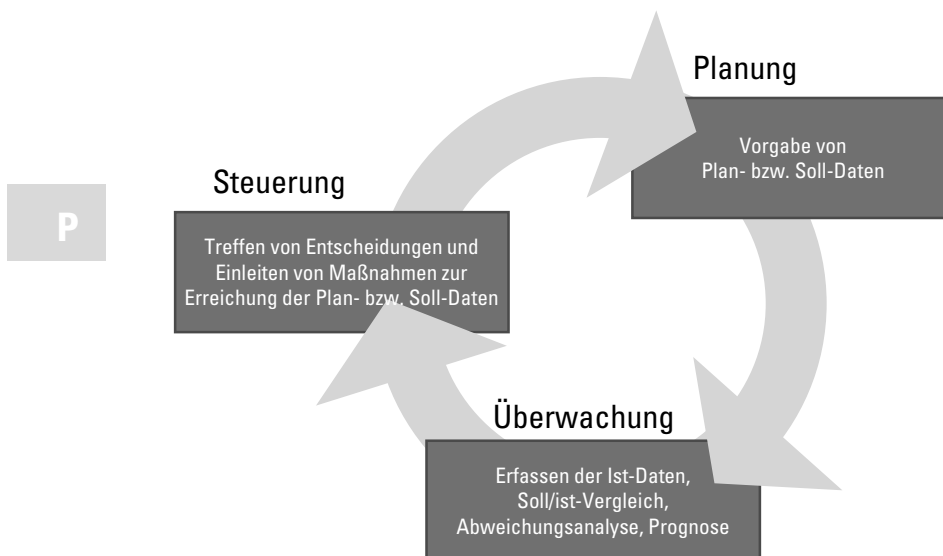 Planung
Vorgabe von
Plan- bzw. Soll-Daten
Steuerung
P
Treffen von Entscheidungen und
Einleiten von Maßnahmen zur
Erreichung der Plan- bzw. Soll-Daten
Überwachung
Erfassen der Ist-Daten,
Soll/ist-Vergleich,
Abweichungsanalyse, Prognose